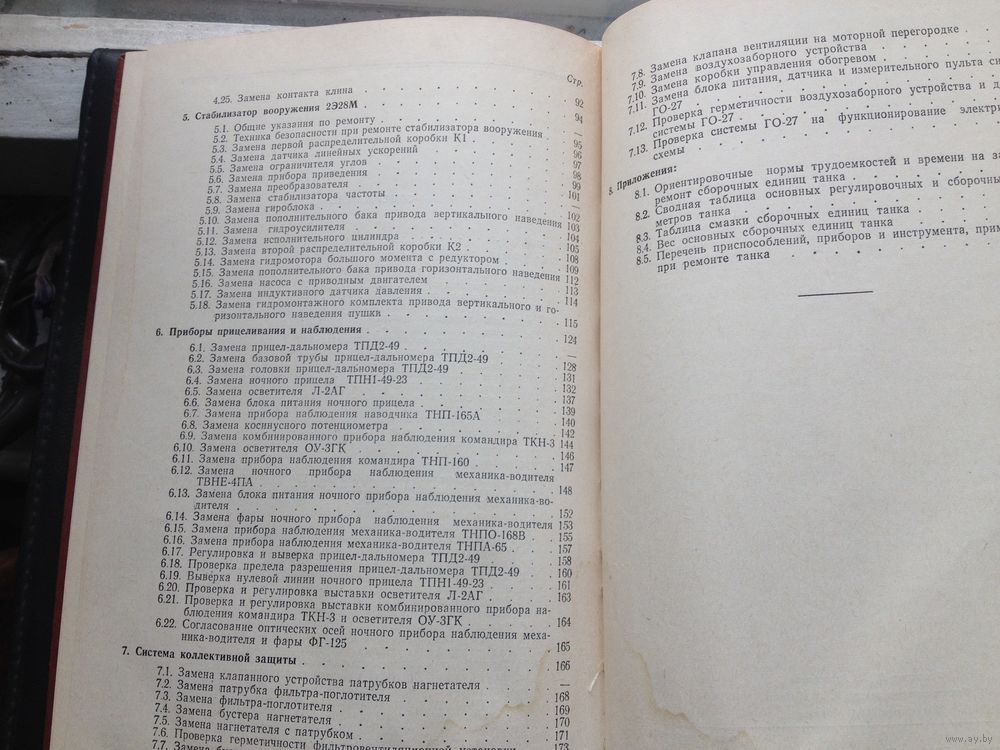 Стр.
4.25. Замена контакта клина . . . . 92
5. Стабилизатор вооружения 2Э28М . . . . 94
5.1. Общие указания по ремонту . . . . —
5.2. Техника безопасности при ремонте стабилизатора вооружения . 95
5.3. Замена первой распределительной коробки К1 . . . . 96
5.4. Замена датчика линейных ускорений . . . . 97
5.5. Замена ограничителя углов . . . . 98
5.6. Замена прибора приведения . . . . 99
5.7. Замена преобразователя . . . . 101
5.8. Замена стабилизатора частоты . . . . —
5.9. Замена гироблока . . . . 102
5.10. Замена пополнительного бака привода вертикального наведения 103
5.11. Замена гидроусилителя . . . . 104
5.12. Замена исполнительного цилиндра . . . . 105
5.13. Замена второй распределительной коробки К2 . . . . 108
5.14. Замена гидромотора большого момента с редуктором . . . . 109
5.15. Замена пополнительного бака привода горизонтального наведения 112
5.16. Замена насоса с приводным двигателем . . . . 113
5.17. Замена индуктивного датчика давления . . . . 114
5.18. Замена гидромонтажного комплекта привода вертикального и го-
ризонтального наведения пушки . . . . 115
6. Приборы прицеливания и наблюдения . . . . 124
6.1. Замена прицел-дальномера ТПД2-49 . . . . —
6.2. Замена базовой трубы прицел-дальномера ТПД2-49 . . . . 128
6.3. Замена головки прицел-дальномера ТПД2-49 . . . . 131
6.4. Замена ночного прицела ТПН1-49-23 . . . . 132
6.5. Замена осветителя Л-2АГ . . . . 137
6.6. Замена блока питания ночного прицела . . . . 139
6.7. Замена прибора наблюдения наводчика ТНП-165А . . . . 140
6.8. Замена косинусного потенциометра . . . . 142
6.9. Замена комбинированного прибора наблюдения командира ТКН-3 144
6.10. Замена осветителя ОУ-3ГК . . . . 146
6.11. Замена прибора наблюдения командира ТНП-160 . . . . 147
6.12. Замена ночного прибора наблюдения механика-водителя
ТВНЕ-4ПА . . . . 148
6.13. Замена блока питания ночного прибора наблюдения механика-во-
дителя . . . . 152
6.14. Замена фары ночного прибора наблюдения механика-водителя 153
6.15. Замена прибора наблюдения механика-водителя ТНПО-168В . 155
6.16. Замена прибора наблюдения механика-водителя ТНПА-65 . . 157
6.17. Регулировка и выверка прицел-дальномера ТПД2-49 . . . . 158
6.18. Проверка предела разрешения прицел-дальномера ТПД2-49 . . 160
6.19. Выверка нулевой линии ночного прицела ТПН1-49-23 . . . . 161
6.20. Проверка и регулировка выставки осветителя Л-2АГ . . . . 163
6.21. Проверка и регулировка выставки комбинированного прибора на-
блюдения командира ТКН-3 и осветителя ОУ-3ГК . . . . 164
6.22. Согласование оптических осей ночного прибора наблюдения меха-
ника-водителя и фары ФГ-125 . . . . 165
7. Система коллективной защиты . . . . 166
7.1. Замена клапанного устройства патрубков нагнетателя . . . . —
7.2. Замена патрубка фильтра-поглотителя . . . . 168
7.3. Замена фильтра-поглотителя . . . . 169
7.4. Замена бустера нагнетателя . . . . 170
7.5. Замена нагнетателя с патрубком . . . . 171
7.6. Проверка герметичности фильтровентиляционной установки . . 173
7.7. Замена
7.8. Замена клапана вентиляции на моторной перегородке . . . .
7.9. Замена воздухозаборного устройства . . . .
7.10. Замена коробки управления обогревом . . . .
7.11. Замена блока питания, датчика и измерительного пульта си
ГО-27 . . . .
7.12. Проверка герметичности воздухозаборного устройства и д
системы ГО-27 . . . .
7.13. Проверка системы ГО-27 на функционирование электри
схемы . . . .
8. Приложения:
8.1. Ориентировочные нормы трудоемкостей и времени на за
ремонт сборочных единиц танка . . . .
8.2. Сводная таблица основных регулировочных и сборочны
метров танка . . . .
8.3. Таблица смазки сборочных единиц танка . . . .
8.4. Вес основных сборочных единиц танка . . . .
8.5. Перечень приспособлений, приборов и инструмента, прим
при ремонте танка . . . .
www.ay.by